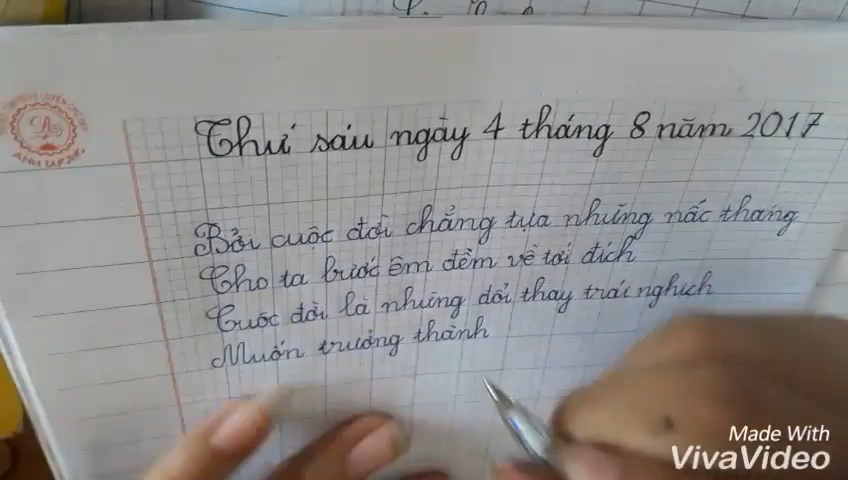 Thứ sáu ngày 4 tháng 8 năm 2017
Bởi cuộc đời chẳng tựa những nấc thang
Cho ta bước êm đềm về tới đích
Cuộc đời là những đổi thay trái nghịch
Muốn trưởng thành
Made With
VivaVideo